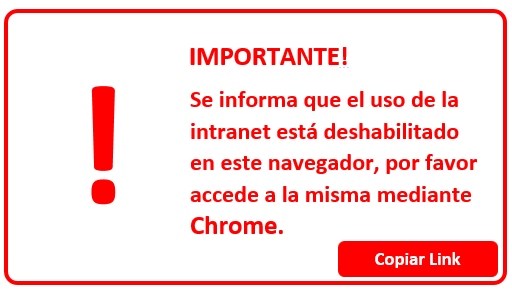 !
IMPORTANTE!
Se informa que el uso de la
intranet está deshabilitado
en este navegador, por favor
accede a la misma mediante
Chrome.
Copiar Link